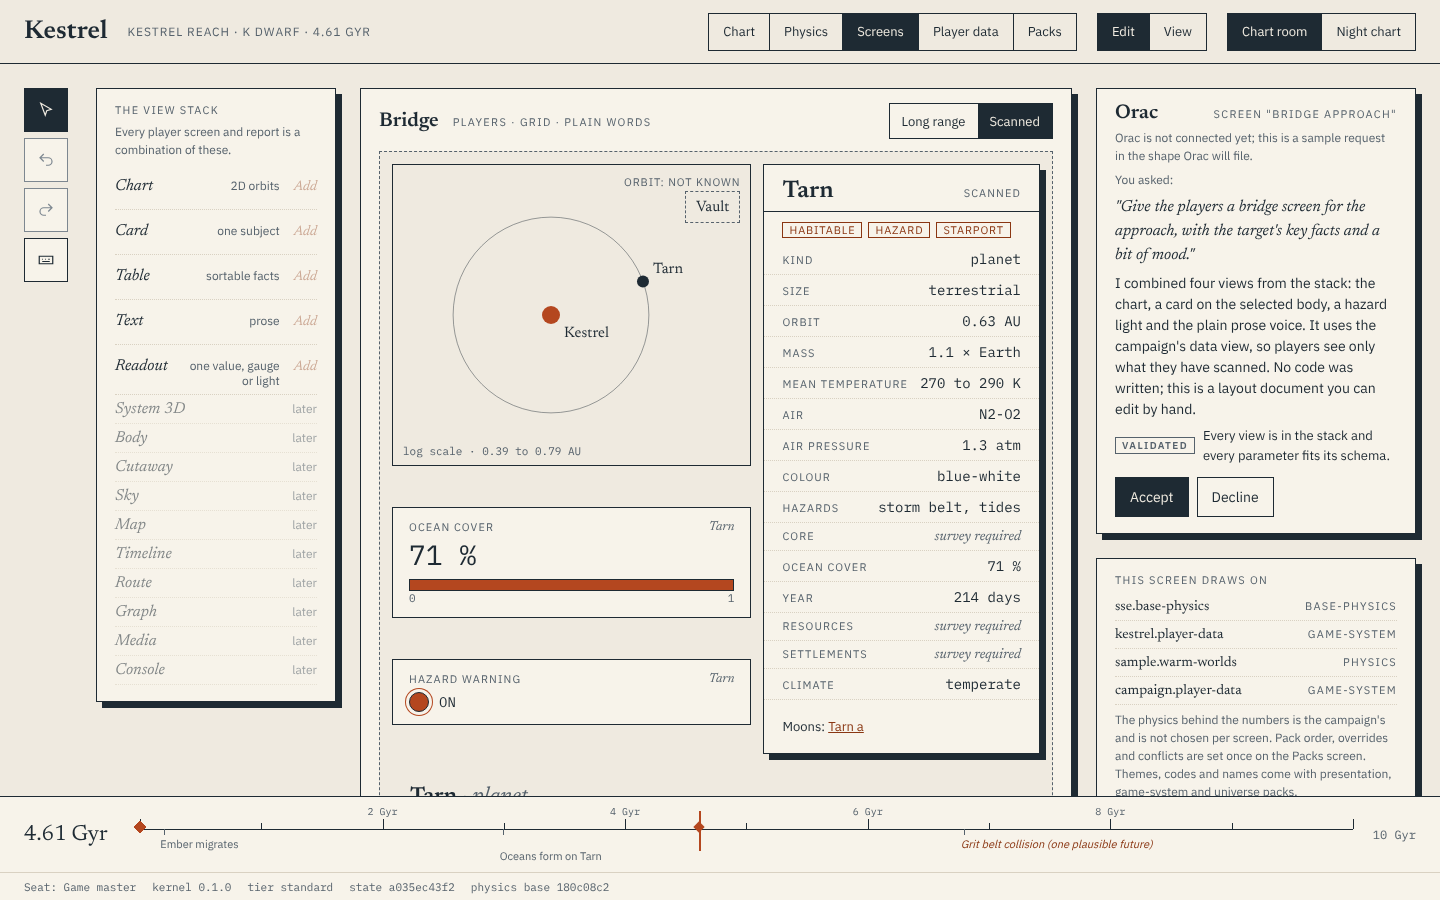 Kestrel
KESTREL REACH · K DWARF · 4.61 GYR
Chart
Physics
Screens
Player data
Packs
Edit
View
Chart room
Night chart
THE VIEW STACK
Every player screen and report is a
combination of these.
Chart 2D orbits Add
Card one subject Add
Table sortable facts Add
Text prose Add
Readout one value, gauge Add
or light
System 3D later
Body later
Cutaway later
Sky later
Map later
Timeline later
Route later
Graph later
Media later
Console later
Bridge PLAYERS · GRID · PLAIN WORDS
Long range
Scanned
ORBIT: NOT KNOWN
Vault
Tarn
Kestrel
log scale · 0.39 to 0.79 AU
OCEAN COVER Tarn
71 %
0 1
HAZARD WARNING Tarn
ON
Tarn SCANNED
HABITABLE HAZARD STARPORT
KIND planet
SIZE terrestrial
ORBIT 0.63 AU
MASS 1.1 × Earth
MEAN TEMPERATURE 270 to 290 K
AIR N2-O2
AIR PRESSURE 1.3 atm
COLOUR blue-white
HAZARDS storm belt, tides
CORE survey required
OCEAN COVER 71 %
YEAR 214 days
RESOURCES survey required
SETTLEMENTS survey required
CLIMATE temperate
Moons: Tarn a
Tarn · planet
Orac SCREEN "BRIDGE APPROACH"
Orac is not connected yet; this is a sample request
in the shape Orac will file.
You asked:
"Give the players a bridge screen for the
approach, with the target's key facts and a
bit of mood."
I combined four views from the stack: the
chart, a card on the selected body, a hazard
light and the plain prose voice. It uses the
campaign's data view, so players see only
what they have scanned. No code was
written; this is a layout document you can
edit by hand.
VALIDATED Every view is in the stack and
every parameter fits its schema.
Accept
Decline
THIS SCREEN DRAWS ON
sse.base-physics BASE-PHYSICS
kestrel.player-data GAME-SYSTEM
sample.warm-worlds PHYSICS
campaign.player-data GAME-SYSTEM
The physics behind the numbers is the campaign's
and is not chosen per screen. Pack order, overrides
and conflicts are set once on the Packs screen.
Themes, codes and names come with presentation,
game-system and universe packs.
4.61 Gyr
2 Gyr
4 Gyr
6 Gyr
8 Gyr
10 Gyr
Ember migrates
Oceans form on Tarn
Grit belt collision (one plausible future)
Seat: Game master kernel 0.1.0 tier standard state a035ec43f2 physics base 180c08c2